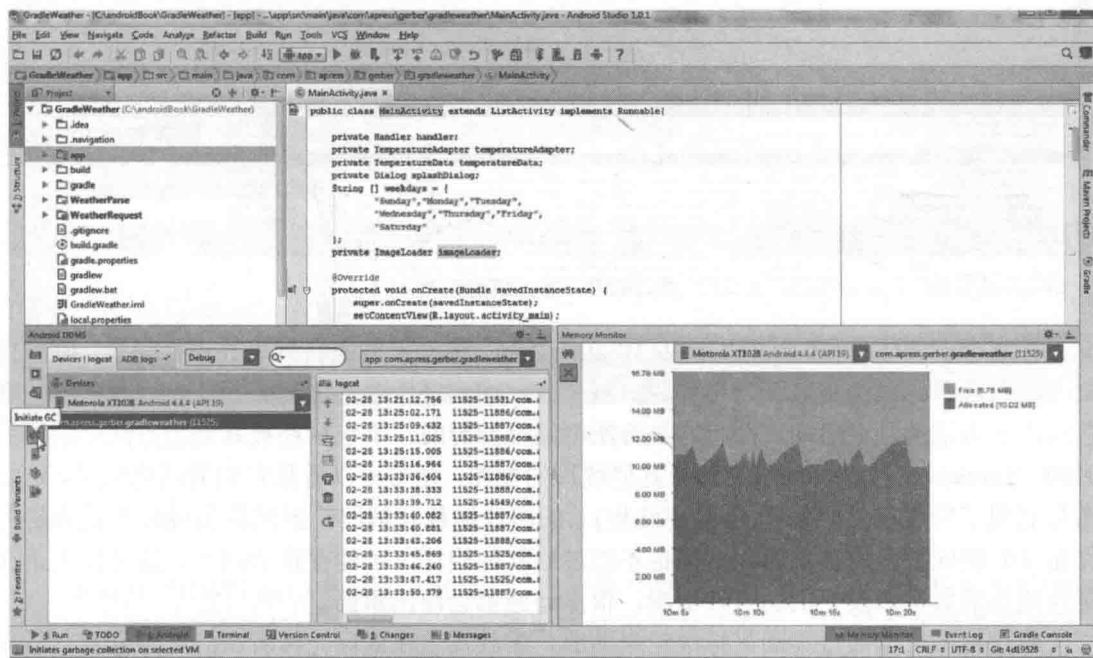 GradleWeather - [C:\androidBook\GradleWeather] - [app] - ...\app\src\main\java\com\apress\gerber\gradleweather\MainActivity.java - Android Studio 1.0.1
File Edit View Navigate Code Analyze Refactor Build Run Tools VCS Window Help
app
GradleWeather app src main java com apress gerber gradleweather MainActivity
Project
MainActivity.java
GradleWeather (C:\androidBook\GradleWeather)
.idea
.navigation
app
build
gradle
WeatherParse
WeatherRequest
.gitignore
build.gradle
gradle.properties
gradlew
gradlew.bat
GradleWeather.iml
local.properties
public class MainActivity extends ListActivity implements Runnable{
private Handler handler;
private TemperatureAdapter temperatureAdapter;
private TemperatureData temperatureData;
private Dialog splashDialog;
String [] weekdays = {
"Sunday","Monday","Tuesday",
"Wednesday","Thursday","Friday",
"Saturday"
};
private ImageLoader imageLoader;
@Override
protected void onCreate(Bundle savedInstanceState) {
super.onCreate(savedInstanceState);
setContentView(R.layout.activity_main);
Commander
Maven Projects
Gradle
Structure
Build Variants
2: Favorites
Android DDMS
Devices | logcat ADB logs Debug app: com.apress.gerber.gradleweather
Devices
Motorola XT1028 Android 4.4.4 (API 19)
com.apress.gerber.gradleweather (11525)
Initiate GC
logcat
02-28 13:21:12.756 11525-11531/com.
02-28 13:25:02.171 11525-11886/com.
02-28 13:25:09.432 11525-11887/com.
02-28 13:25:11.025 11525-11888/com.
02-28 13:25:15.005 11525-11886/com.
02-28 13:25:16.964 11525-11887/com.
02-28 13:33:36.404 11525-11886/com.
02-28 13:33:38.333 11525-11888/com.
02-28 13:33:39.712 11525-14549/com.
02-28 13:33:40.082 11525-11887/com.
02-28 13:33:40.881 11525-11887/com.
02-28 13:33:43.206 11525-11888/com.
02-28 13:33:45.869 11525-11525/com.
02-28 13:33:46.240 11525-11887/com.
02-28 13:33:47.417 11525-11525/com.
02-28 13:33:50.379 11525-11887/com.
Memory Monitor
Motorola XT1028 Android 4.4.4 (API 19) com.apress.gerber.gradleweather (11525)
16.78 MB
14.00 MB
12.00 MB
10.00 MB
8.00 MB
6.00 MB
4.00 MB
2.00 MB
10m 5s 10m 10s 10m 15s 10m 20s
Free [6.76 MB]
Allocated [10.02 MB]
4: Run TODO 6: Android Terminal Version Control 9: Changes 0: Messages Memory Monitor Event Log Gradle Console
Initiates garbage collection on selected VM 17:1 CRLF UTF-8 Git: 4d19528